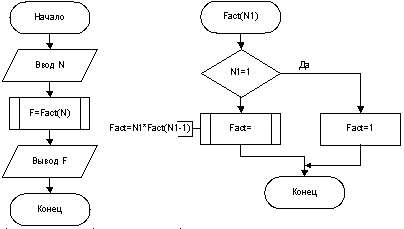 Начало
Ввод N
F=Fact(N)
Вывод F
Конец
Fact(N1)
N1=1
Да
Fact=N1*Fact(N1-1)
Fact=
Fact=1
Конец